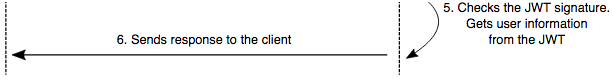 5. Checks the JWT signature.
Gets user information
from the JWT
6. Sends response to the client